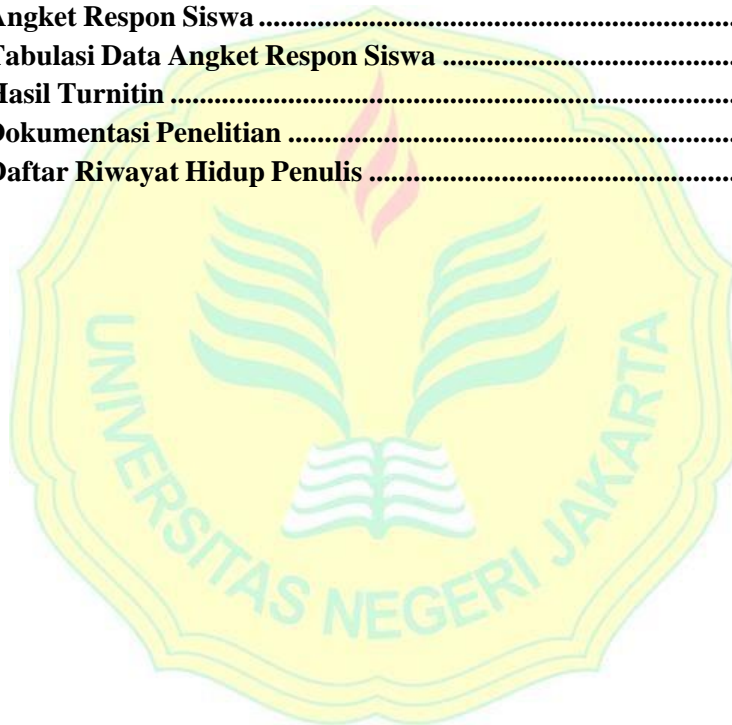 Angket Respon Siswa ................................................................
Tabulasi Data Angket Respon Siswa ........................................
Hasil Turnitin ............................................................................
Dokumentasi Penelitian ...........................................................
Daftar Riwayat Hidup Penulis ................................................
UNIVERSITAS NEGERI JAKARTA